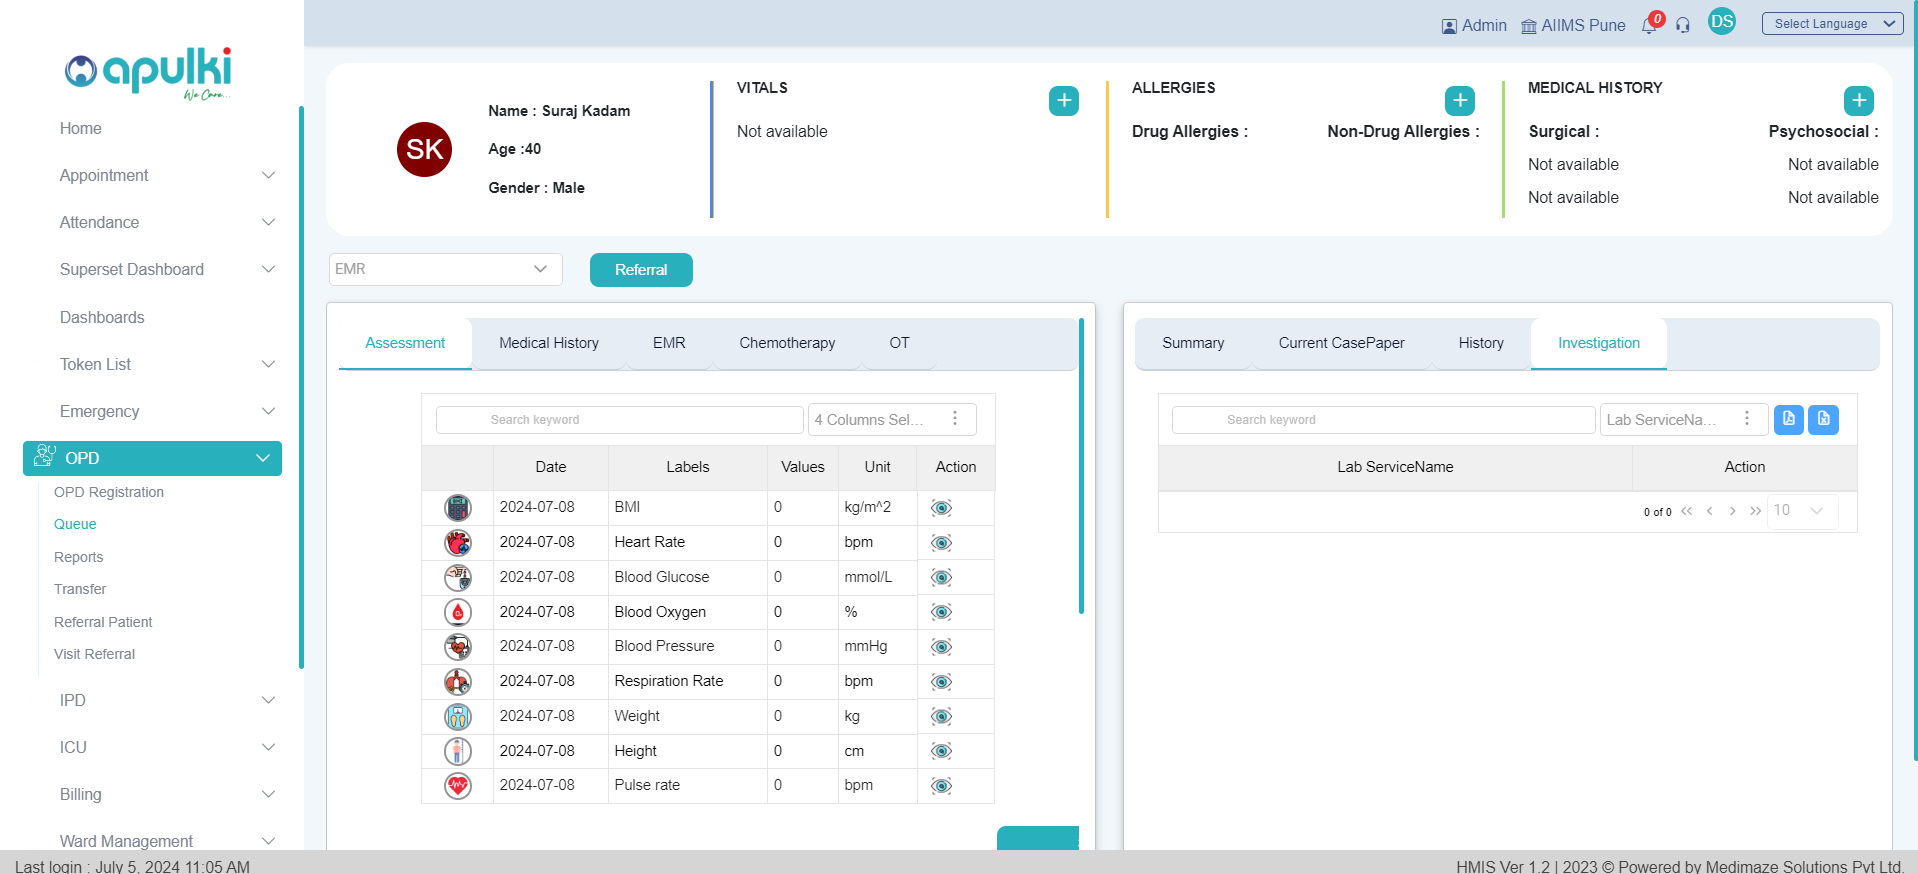 Admin
AIIMS Pune
0
DS
Select Language
apulki
We Care...
Home
Appointment
Attendance
Superset Dashboard
Dashboards
Token List
Emergency
OPD
OPD Registration
Queue
Reports
Transfer
Referral Patient
Visit Referral
IPD
ICU
Billing
Ward Management
SK
Name : Suraj Kadam
Age :40
Gender : Male
VITALS
Not available
ALLERGIES
Drug Allergies : Non-Drug Allergies :
MEDICAL HISTORY
Surgical : Psychosocial :
Not available Not available
Not available Not available
EMR
Referral
Assessment Medical History EMR Chemotherapy OT
Search keyword 4 Columns Sel...
Date Labels Values Unit Action
2024-07-08 BMI 0 kg/m^2
2024-07-08 Heart Rate 0 bpm
2024-07-08 Blood Glucose 0 mmol/L
2024-07-08 Blood Oxygen 0 %
2024-07-08 Blood Pressure 0 mmHg
2024-07-08 Respiration Rate 0 bpm
2024-07-08 Weight 0 kg
2024-07-08 Height 0 cm
2024-07-08 Pulse rate 0 bpm
Summary Current CasePaper History Investigation
Search keyword Lab ServiceNa...
Lab ServiceName Action
0 of 0 << < > >> 10
Last login : July 5, 2024 11:05 AM
HMIS Ver 1.2 | 2023 © Powered by Medimaze Solutions Pvt Ltd.